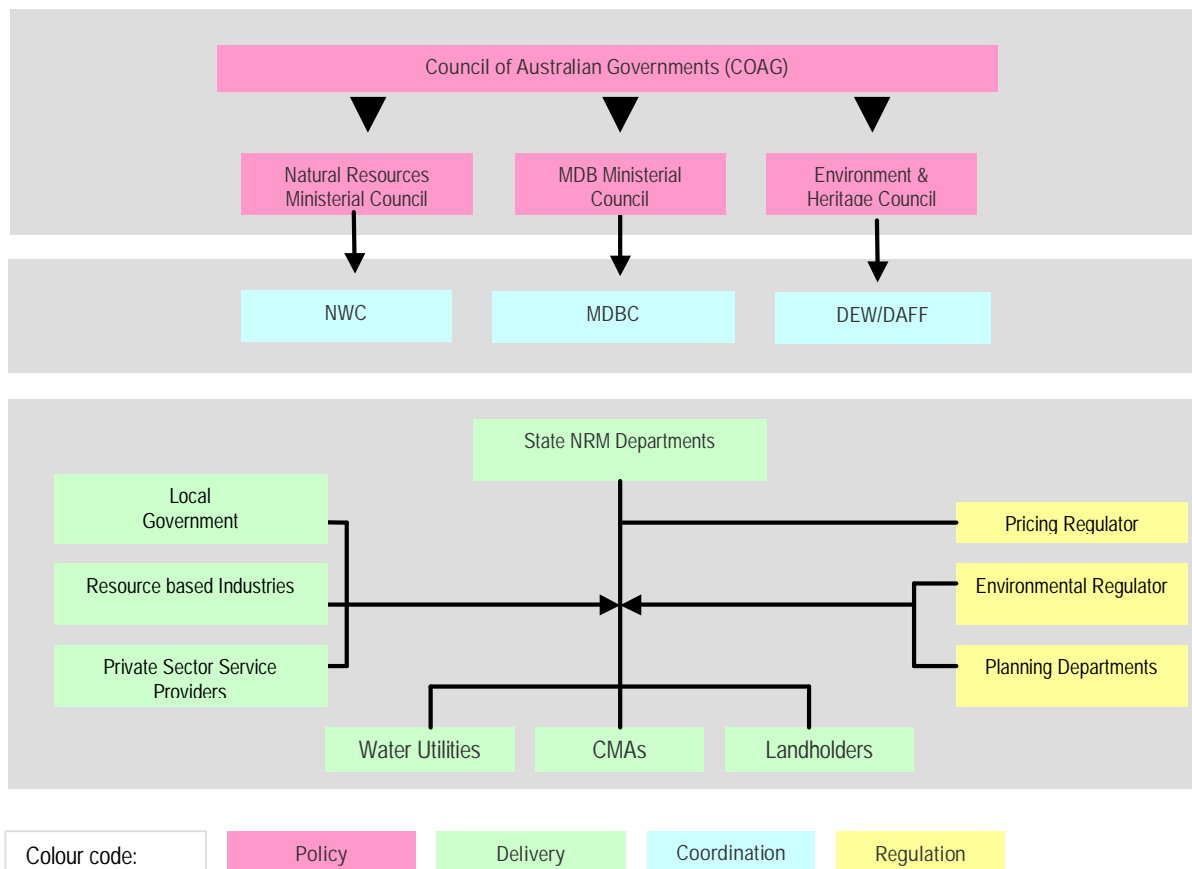 Council of Australian Governments (COAG)
Natural Resources
Ministerial Council
MDB Ministerial
Council
Environment &
Heritage Council
NWC
MDBC
DEW/DAFF
State NRM Departments
Local
Government
Resource based Industries
Private Sector Service
Providers
Pricing Regulator
Environmental Regulator
Planning Departments
Water Utilities
CMAs
Landholders
Colour code:
Policy
Delivery
Coordination
Regulation